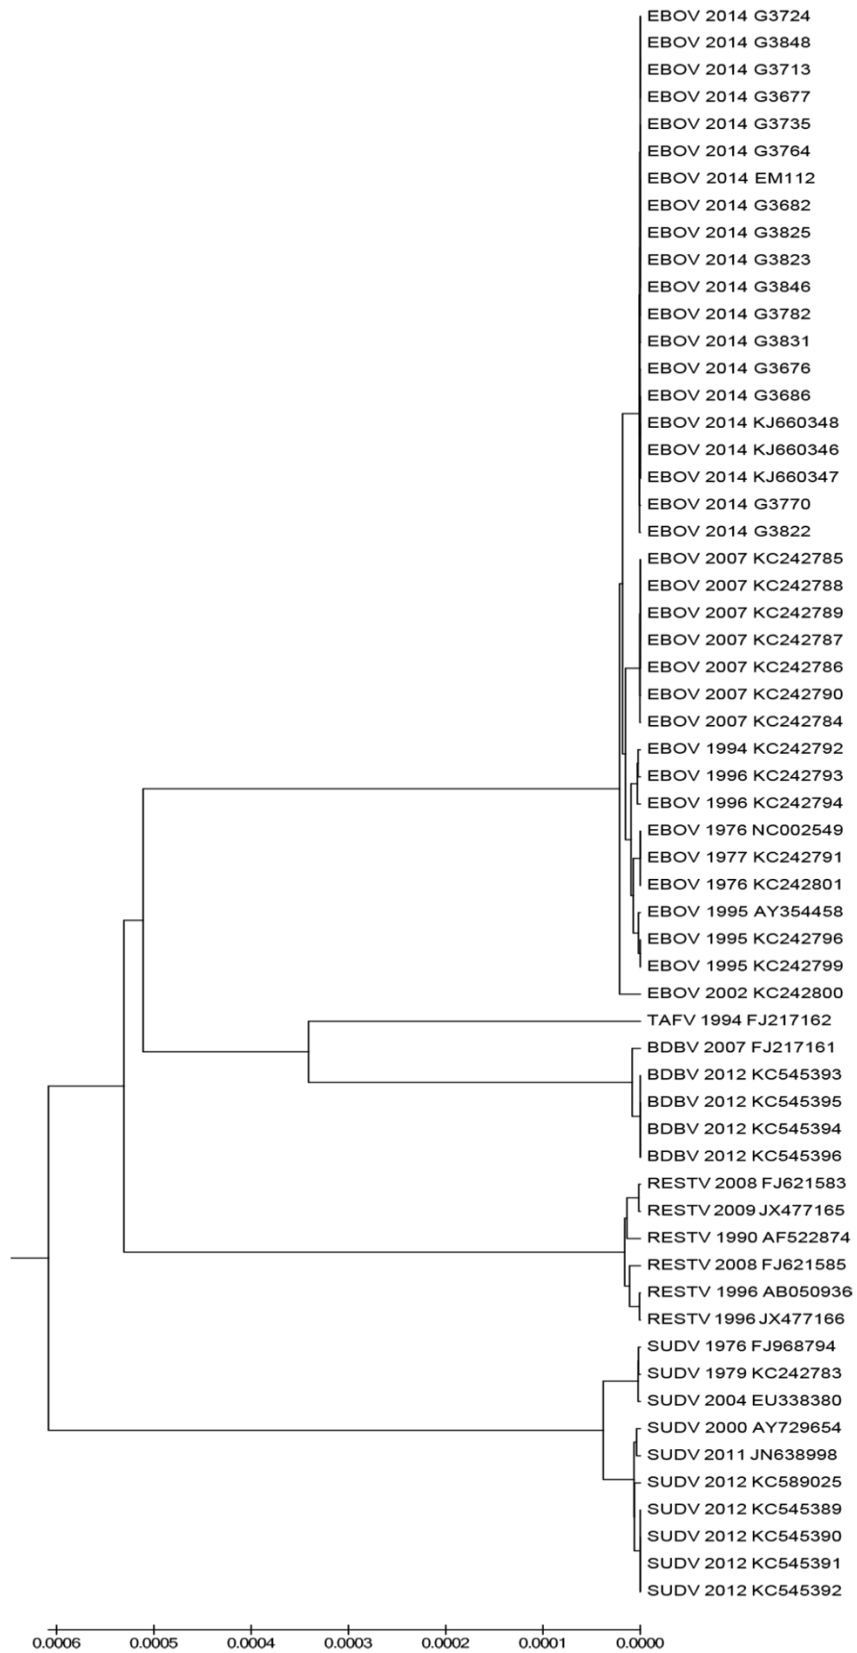 EBOV 2014 G3724
EBOV 2014 G3848
EBOV 2014 G3713
EBOV 2014 G3677
EBOV 2014 G3735
EBOV 2014 G3764
EBOV 2014 EM112
EBOV 2014 G3682
EBOV 2014 G3825
EBOV 2014 G3823
EBOV 2014 G3846
EBOV 2014 G3782
EBOV 2014 G3831
EBOV 2014 G3676
EBOV 2014 G3686
EBOV 2014 KJ660348
EBOV 2014 KJ660346
EBOV 2014 KJ660347
EBOV 2014 G3770
EBOV 2014 G3822
EBOV 2007 KC242785
EBOV 2007 KC242788
EBOV 2007 KC242789
EBOV 2007 KC242787
EBOV 2007 KC242786
EBOV 2007 KC242790
EBOV 2007 KC242784
EBOV 1994 KC242792
EBOV 1996 KC242793
EBOV 1996 KC242794
EBOV 1976 NC002549
EBOV 1977 KC242791
EBOV 1976 KC242801
EBOV 1995 AY354458
EBOV 1995 KC242796
EBOV 1995 KC242799
EBOV 2002 KC242800
TAFV 1994 FJ217162
BDBV 2007 FJ217161
BDBV 2012 KC545393
BDBV 2012 KC545395
BDBV 2012 KC545394
BDBV 2012 KC545396
RESTV 2008 FJ621583
RESTV 2009 JX477165
RESTV 1990 AF522874
RESTV 2008 FJ621585
RESTV 1996 AB050936
RESTV 1996 JX477166
SUDV 1976 FJ968794
SUDV 1979 KC242783
SUDV 2004 EU338380
SUDV 2000 AY729654
SUDV 2011 JN638998
SUDV 2012 KC589025
SUDV 2012 KC545389
SUDV 2012 KC545390
SUDV 2012 KC545391
SUDV 2012 KC545392
0.0006 0.0005 0.0004 0.0003 0.0002 0.0001 0.0000